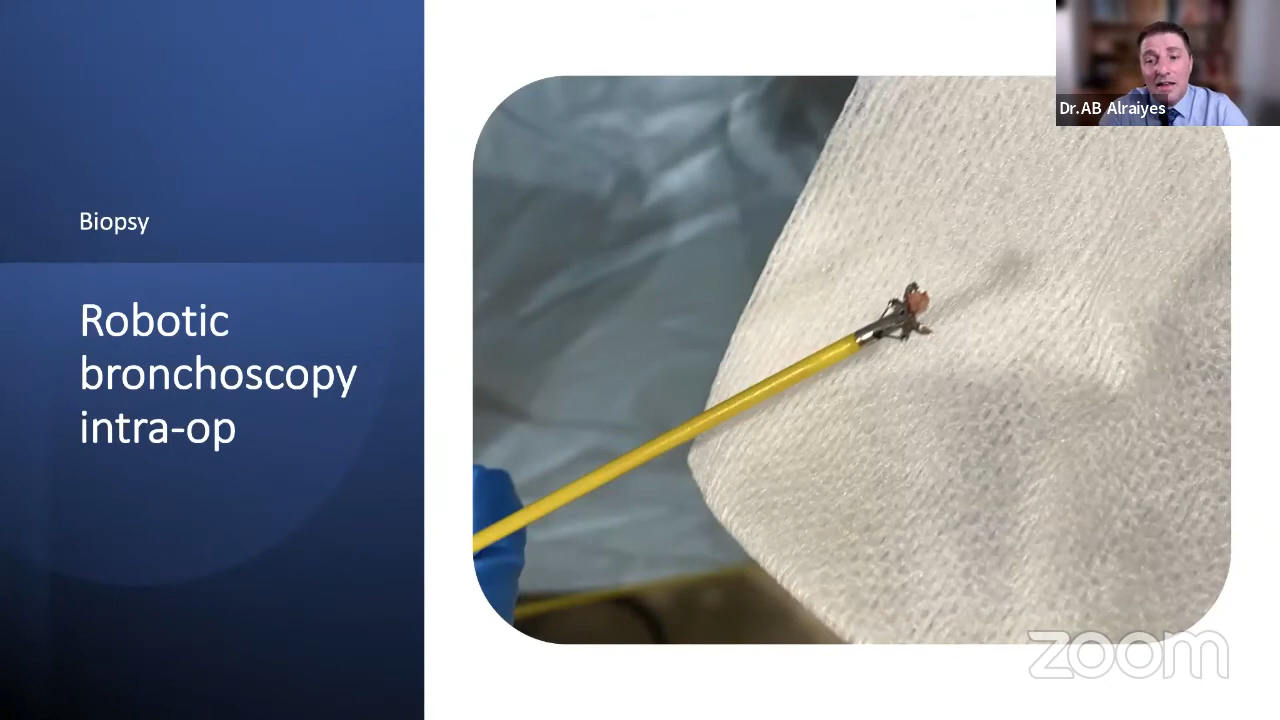 Biopsy
Robotic
bronchoscopy
intra-op
Dr.AB Alraiyes
zoom